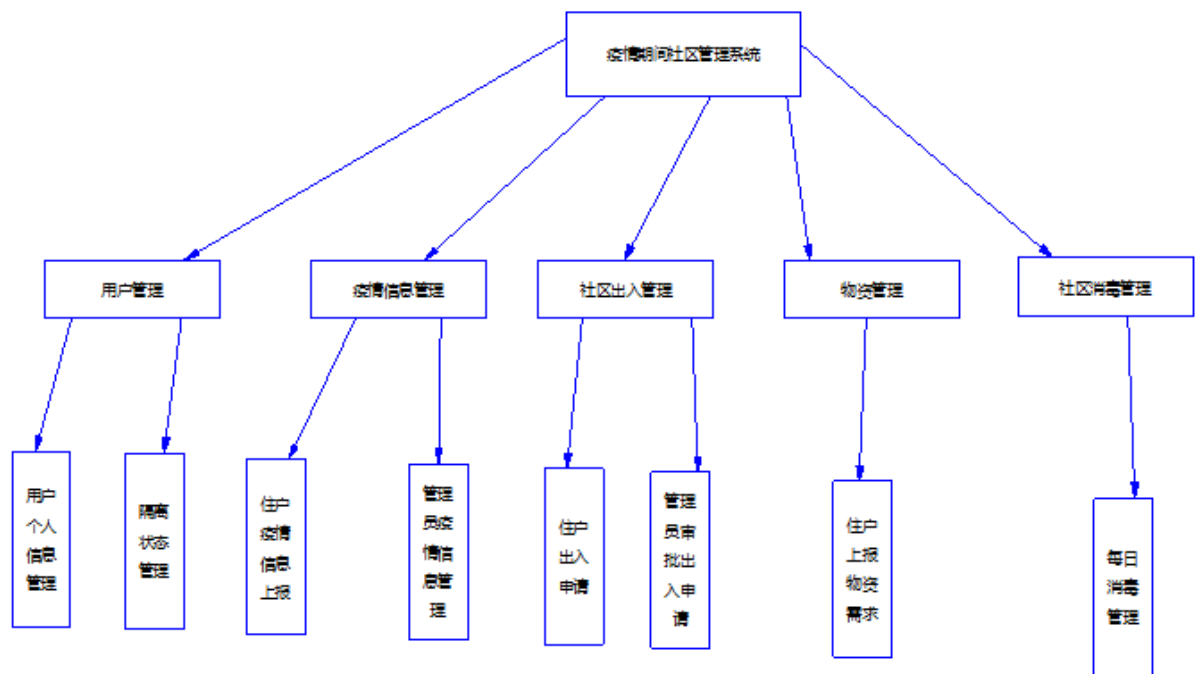 疫情期间社区管理系统
用户管理
疫情信息管理
社区出入管理
物资管理
社区消毒管理
用户
个人
信息
管理
隔离
状态
管理
住户
疫情
信息
上报
管理
员疫
情信
息管
理
住户
出入
申请
管理
员审
批出
入申
请
住户
上报
物资
需求
每日
消毒
管理